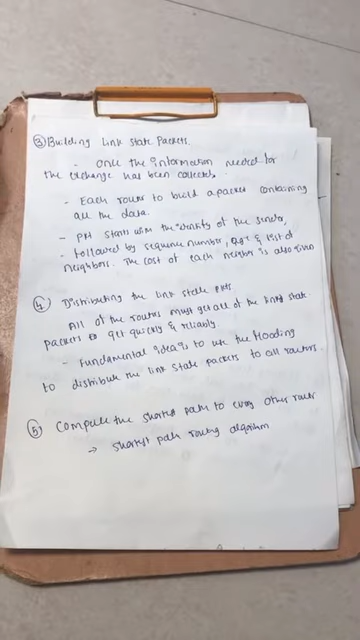 ③ Building link state Packets.
- Once the information needed for
the exchange has been collected,
- Each router to build a packet containing
all the data.
- Pkt starts with the identity of the sender,
- followed by sequence number, age & list of
neighbors. The cost of each neighbor is also given
④ Distributing the link state Pkts
All of the routers must get all of the link state
packets to get quickly & reliably.
- Fundamental idea is to use the flooding
to distribute the link state packets to all routers.
⑤ Compute the shortest path to every other router
→ shortest path routing algorithm